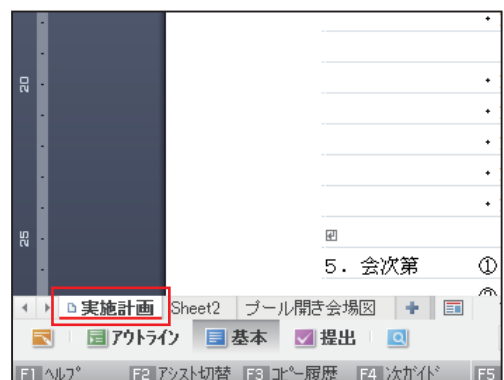 20
25
5．会次第 ①
実施計画 Sheet2 プール開き会場図
アウトライン 基本 提出
F1 ヘルプ F2 アシスト切替 F3 コピー履歴 F4 次ガイド F5